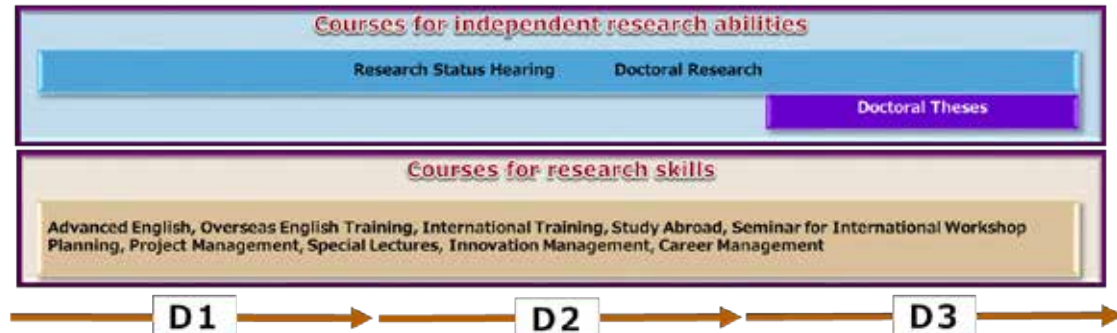 Courses for independent research abilities
Research Status Hearing Doctoral Research
Doctoral Theses
Courses for research skills
Advanced English, Overseas English Training, International Training, Study Abroad, Seminar for International Workshop
Planning, Project Management, Special Lectures, Innovation Management, Career Management
D1 D2 D3